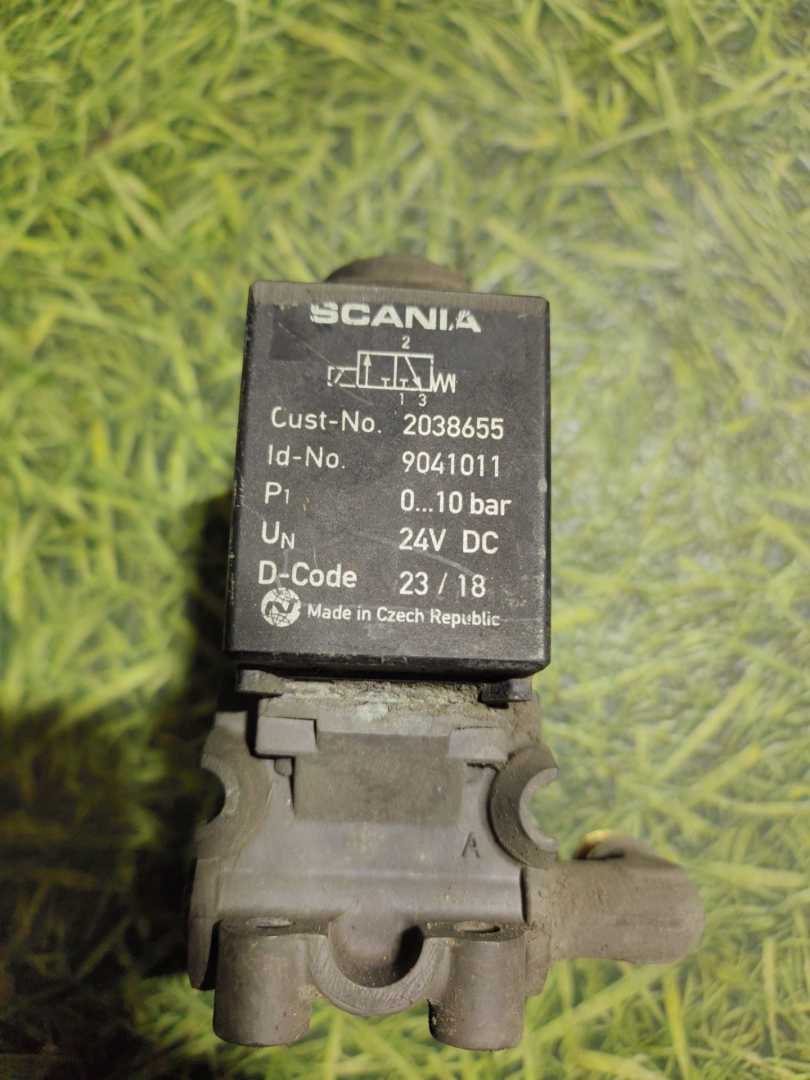 SCANIA
2
1 3
Cust-No. 2038655
Id-No. 9041011
P1 0...10 bar
UN 24V DC
D-Code 23 / 18
N Made in Czech Republic
A